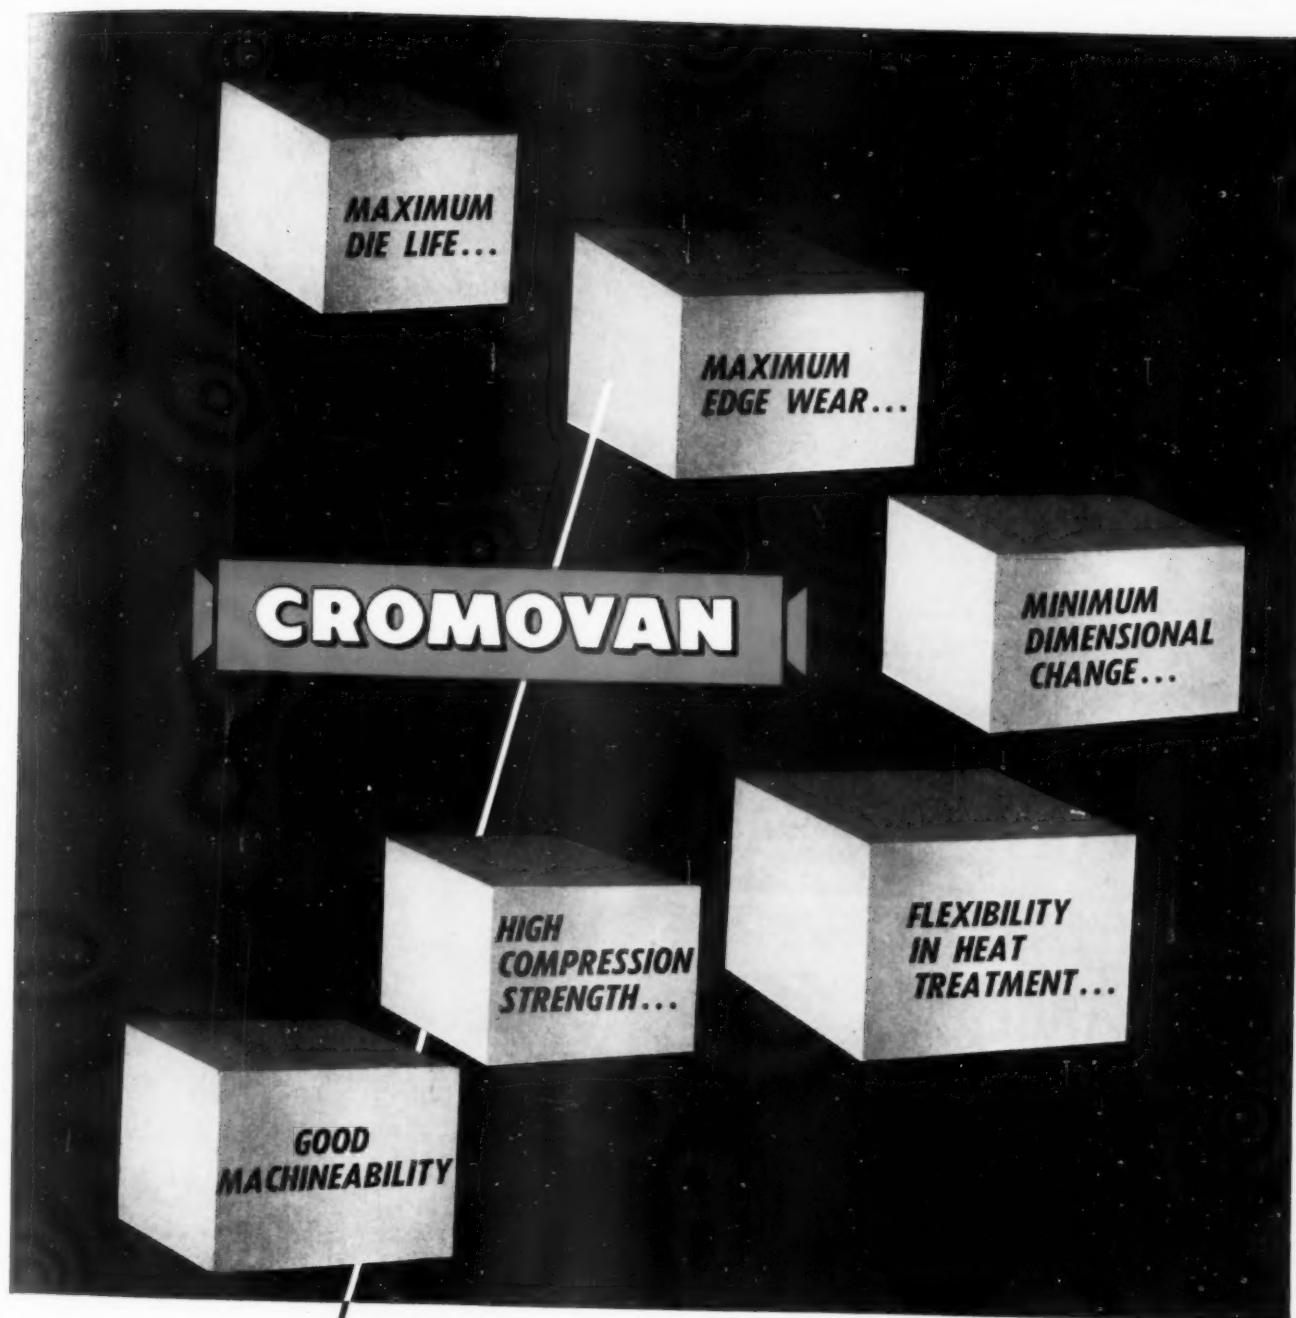 MAXIMUM
DIE LIFE...
MAXIMUM
EDGE WEAR...
CROMOVAN
MINIMUM
DIMENSIONAL
CHANGE...
HIGH
COMPRESSION
STRENGTH...
FLEXIBILITY
IN HEAT
TREATMENT...
GOOD
MACHINEABILITY